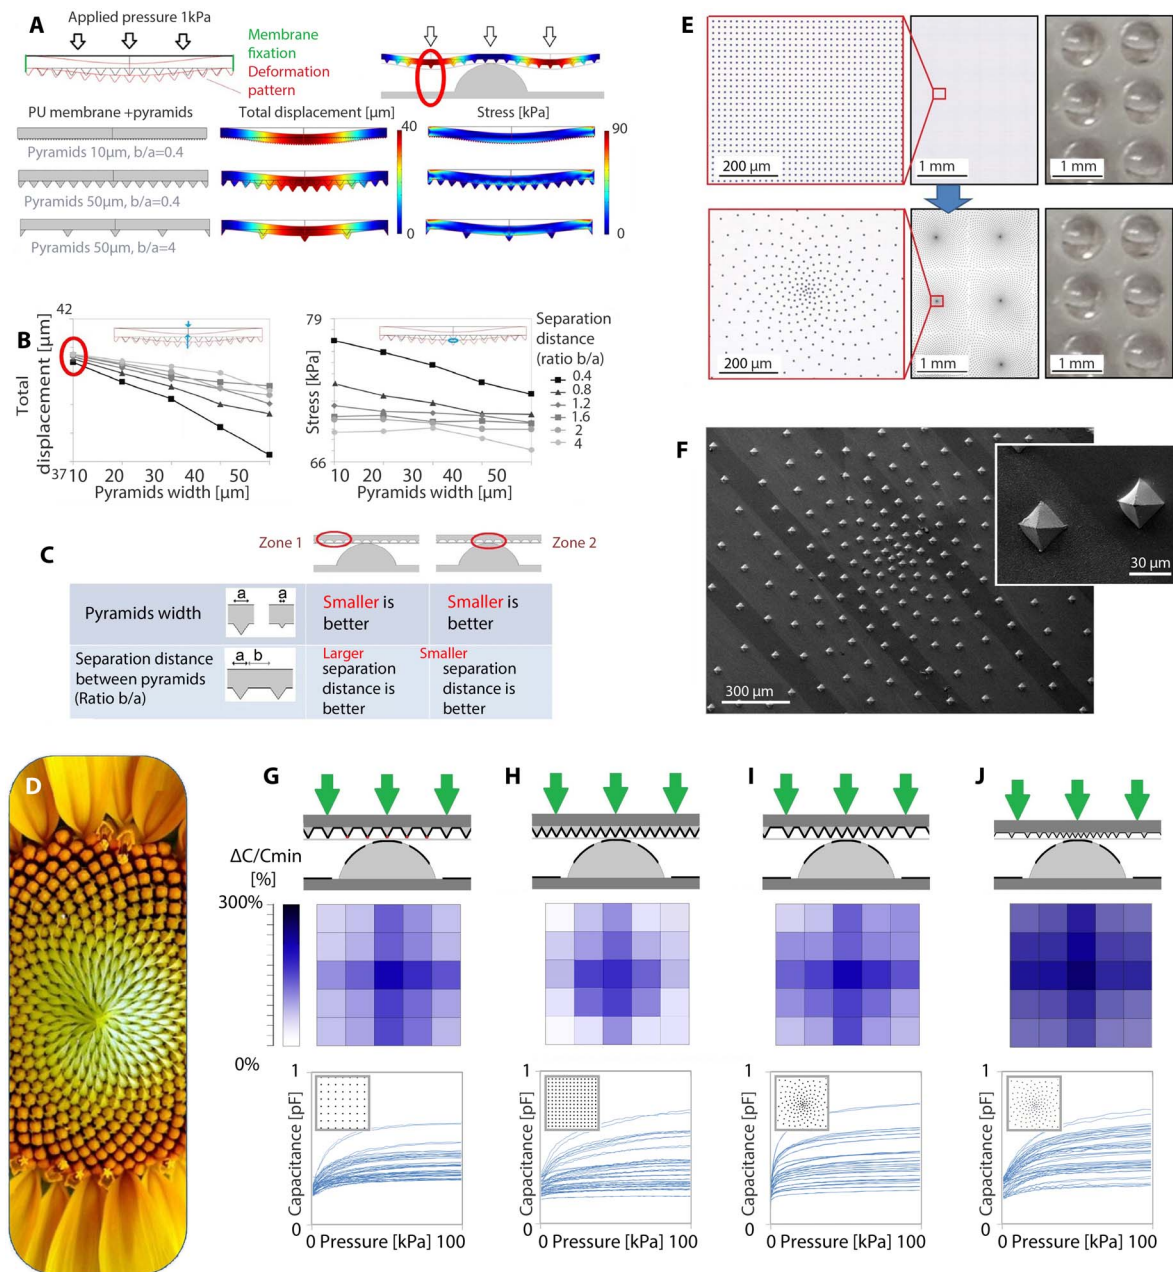 A
Applied pressure 1kPa
Membrane
fixation
Deformation
pattern
PU membrane +pyramids
Total displacement [μm]
Stress [kPa]
40
90
Pyramids 10μm, b/a=0.4
Pyramids 50μm, b/a=0.4
Pyramids 50μm, b/a=4
0
0
B
42
Total
displacement [μm]
37
10 20 30 40 50
Pyramids width [μm]
79
Stress [kPa]
66
10 20 30 40 50
Pyramids width [μm]
Separation
distance
(ratio b/a)
0.4
0.8
1.2
1.6
2
4
C
Zone 1
Zone 2
Pyramids width
a a
Smaller is
better
Smaller is
better
Separation distance
between pyramids
(Ratio b/a)
a b
Larger
separation
distance is
better
Smaller
separation
distance is
better
D
E
200 μm
1 mm
1 mm
200 μm
1 mm
1 mm
F
30 μm
300 μm
G
H
I
J
ΔC/Cmin
[%]
300%
0%
1
Capacitance [pF]
0
0 Pressure [kPa] 100
1
Capacitance [pF]
0
0 Pressure [kPa] 100
1
Capacitance [pF]
0
0 Pressure [kPa] 100
1
Capacitance [pF]
0
0 Pressure [kPa] 100